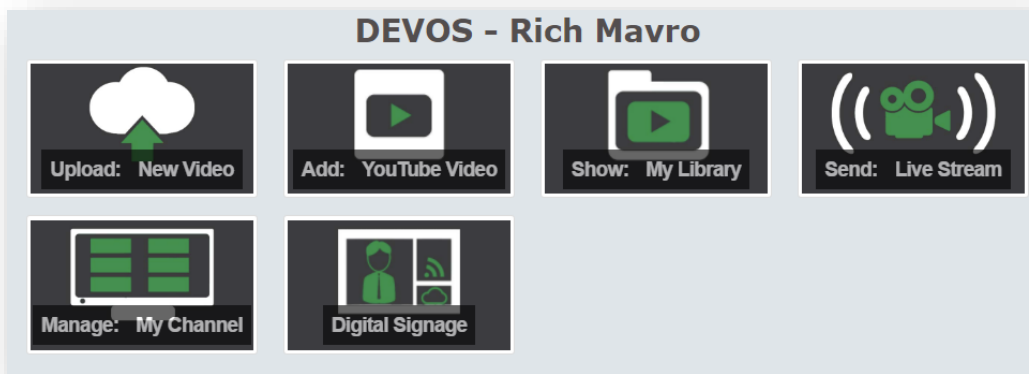 DEVOS - Rich Mavro
Upload: New Video
Add: YouTube Video
Show: My Library
Send: Live Stream
Manage: My Channel
Digital Signage